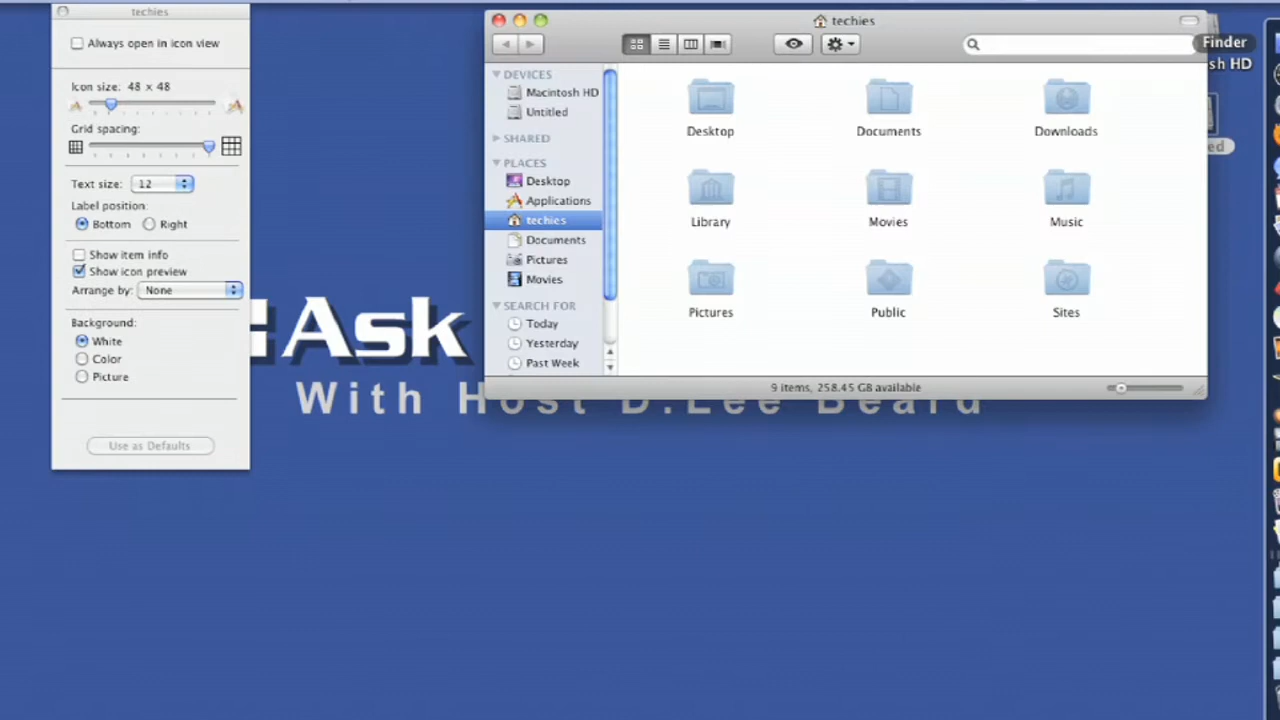 techies
Always open in icon view
Icon size: 48 x 48
Grid spacing:
Text size: 12
Label position:
Bottom Right
Show item info
Show icon preview
Arrange by: None
Background:
White
Color
Picture
Use as Defaults
:Ask
With Host D.Lee Beard
techies
Finder
sh HD
ed
DEVICES
Macintosh HD
Untitled
SHARED
PLACES
Desktop
Applications
techies
Documents
Pictures
Movies
SEARCH FOR
Today
Yesterday
Past Week
Desktop Documents Downloads
Library Movies Music
Pictures Public Sites
9 items, 258.45 GB available